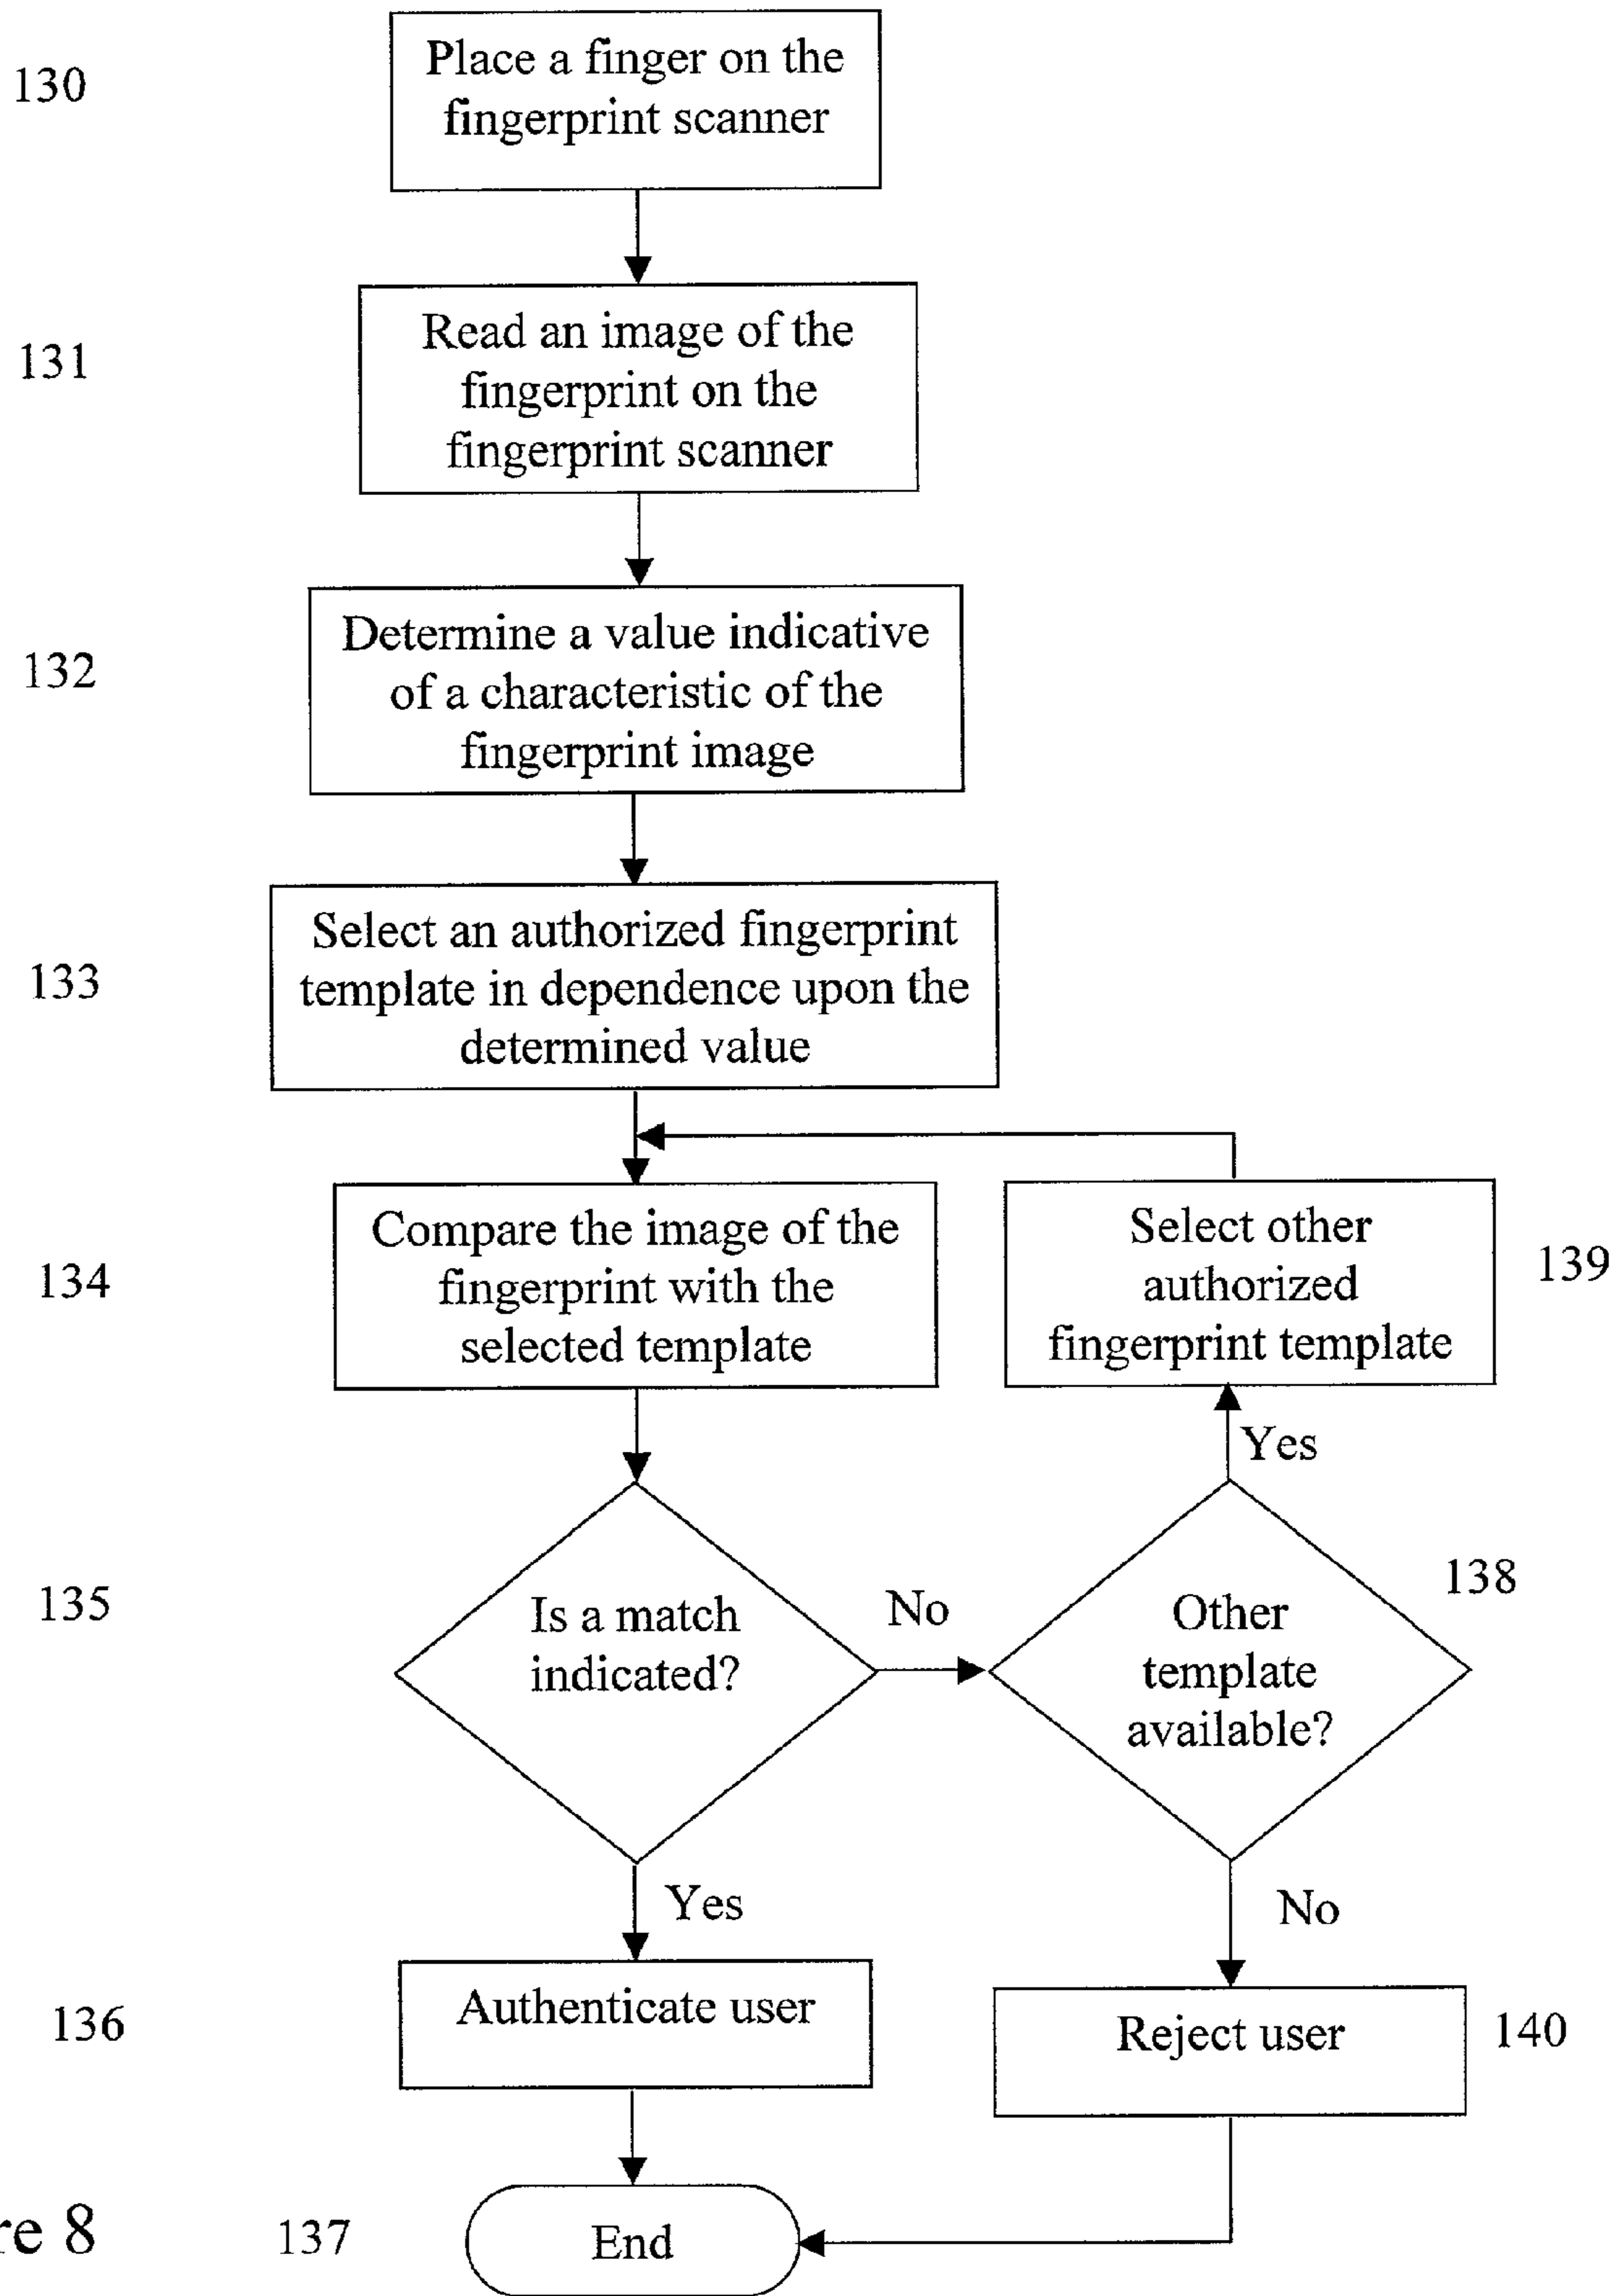 130
Place a finger on the
fingerprint scanner
131
Read an image of the
fingerprint on the
fingerprint scanner
132
Determine a value indicative
of a characteristic of the
fingerprint image
133
Select an authorized fingerprint
template in dependence upon the
determined value
134
Compare the image of the
fingerprint with the
selected template
Select other
authorized
fingerprint template
139
Yes
135
Is a match
indicated?
No
Other
template
available?
138
Yes
No
136
Authenticate user
Reject user
140
re 8
137
End